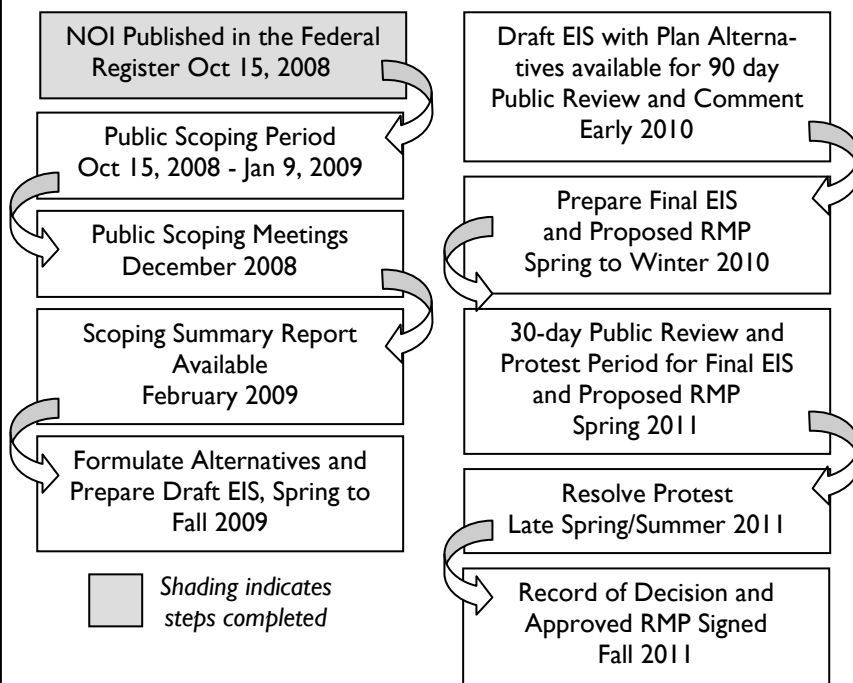 NOI Published in the Federal
Register Oct 15, 2008
Public Scoping Period
Oct 15, 2008 - Jan 9, 2009
Public Scoping Meetings
December 2008
Scoping Summary Report
Available
February 2009
Formulate Alternatives and
Prepare Draft EIS, Spring to
Fall 2009
Shading indicates
steps completed
Draft EIS with Plan Alterna-
tives available for 90 day
Public Review and Comment
Early 2010
Prepare Final EIS
and Proposed RMP
Spring to Winter 2010
30-day Public Review and
Protest Period for Final EIS
and Proposed RMP
Spring 2011
Resolve Protest
Late Spring/Summer 2011
Record of Decision and
Approved RMP Signed
Fall 2011